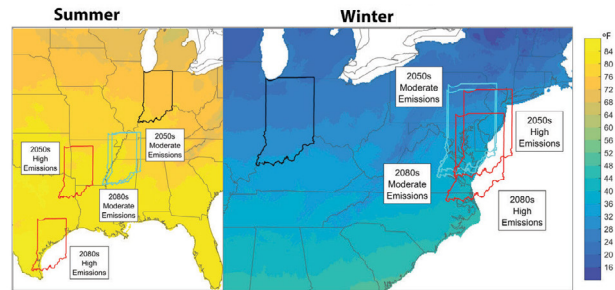 Summer
Winter
2050s
High
Emissions
2050s
Moderate
Emissions
2080s
Moderate
Emissions
2080s
High
Emissions
2050s
Moderate
Emissions
2050s
High
Emissions
2080s
Moderate
Emissions
2080s
High
Emissions
°F
84
80
76
72
68
64
60
56
52
48
44
40
36
32
28
24
20
16